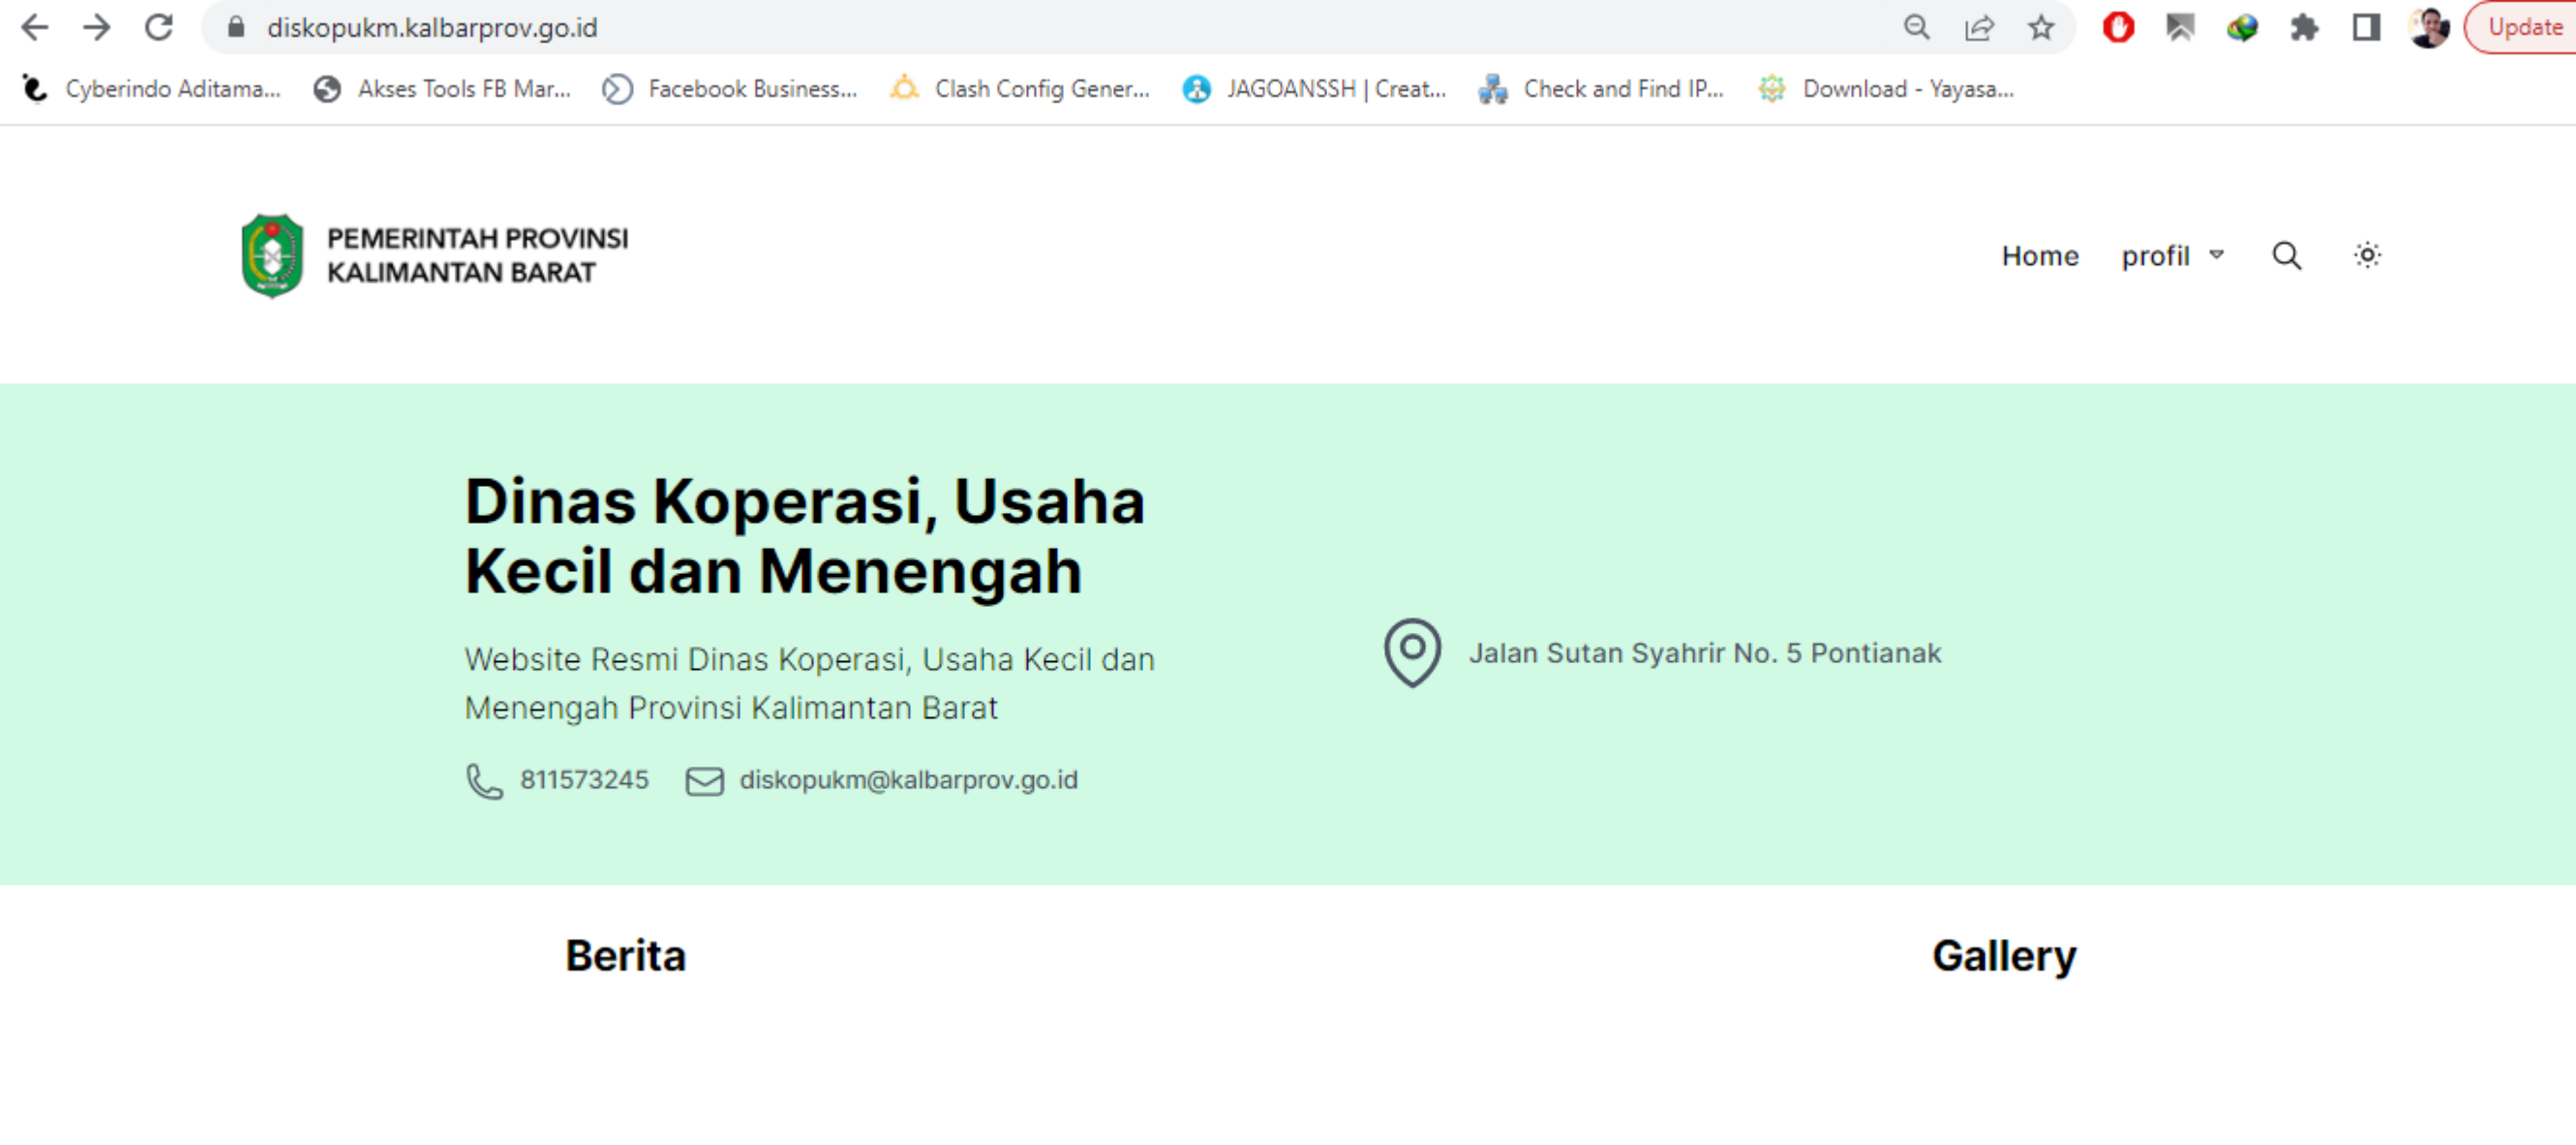 diskopukm.kalbarprov.go.id
Update
Cyberindo Aditama...
Akses Tools FB Mar...
Facebook Business...
Clash Config Gener...
JAGOANSSH | Creat...
Check and Find IP...
Download - Yayasa...
PEMERINTAH PROVINSI
KALIMANTAN BARAT
Home
profil
Dinas Koperasi, Usaha
Kecil dan Menengah
Website Resmi Dinas Koperasi, Usaha Kecil dan
Menengah Provinsi Kalimantan Barat
Jalan Sutan Syahrir No. 5 Pontianak
811573245
diskopukm@kalbarprov.go.id
Berita
Gallery